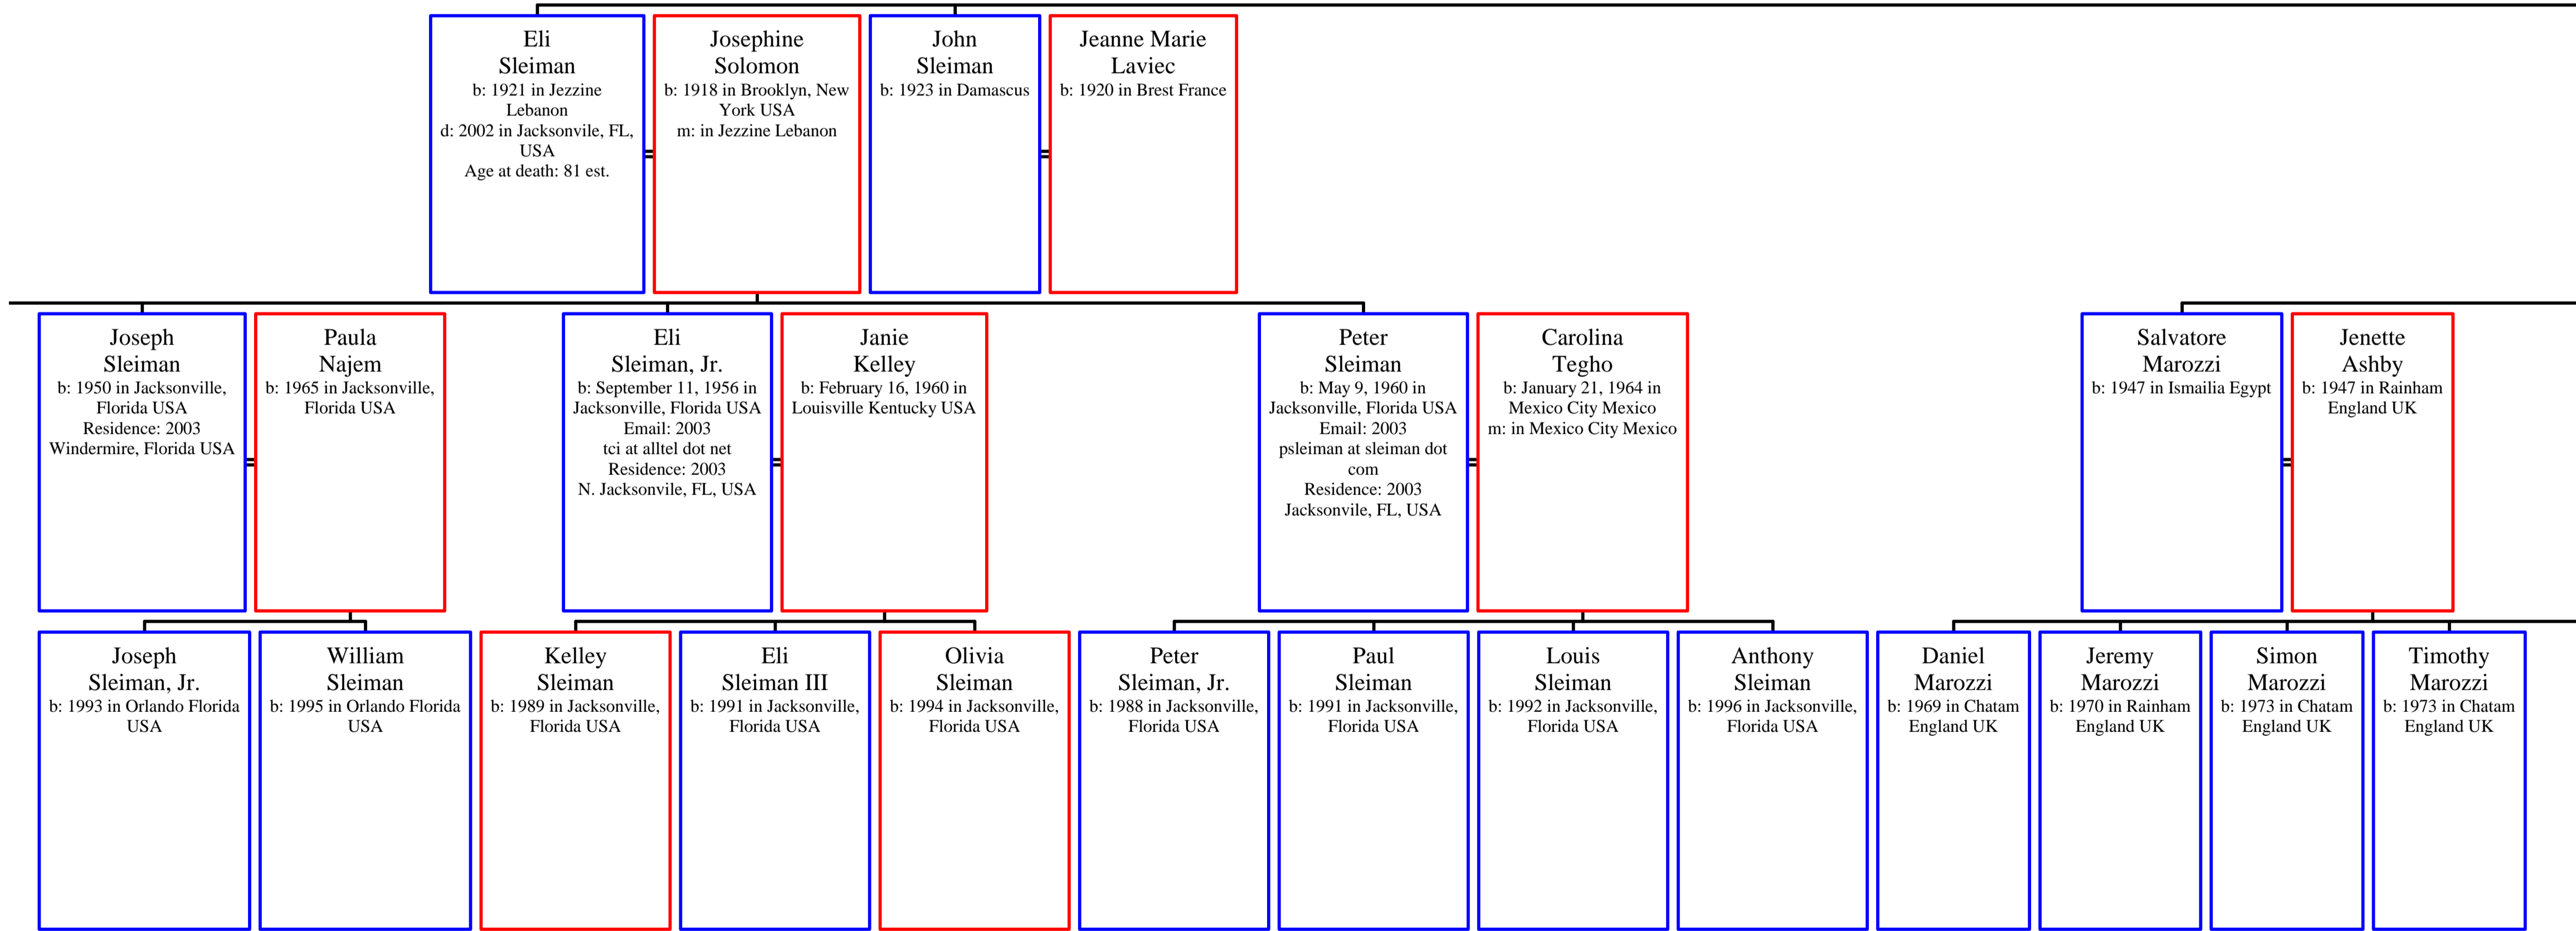 Eli
Sleiman
b: 1921 in Jezzine
Lebanon
d: 2002 in Jacksonvile, FL,
USA
Age at death: 81 est.
Josephine
Solomon
b: 1918 in Brooklyn, New
York USA
m: in Jezzine Lebanon
John
Sleiman
b: 1923 in Damascus
Jeanne Marie
Laviec
b: 1920 in Brest France
Joseph
Sleiman
b: 1950 in Jacksonville,
Florida USA
Residence: 2003
Windermire, Florida USA
Paula
Najem
b: 1965 in Jacksonville,
Florida USA
Eli
Sleiman, Jr.
b: September 11, 1956 in
Jacksonville, Florida USA
Email: 2003
tci at alltel dot net
Residence: 2003
N. Jacksonvile, FL, USA
Janie
Kelley
b: February 16, 1960 in
Louisville Kentucky USA
Peter
Sleiman
b: May 9, 1960 in
Jacksonville, Florida USA
Email: 2003
psleiman at sleiman dot
com
Residence: 2003
Jacksonvile, FL, USA
Carolina
Tegho
b: January 21, 1964 in
Mexico City Mexico
m: in Mexico City Mexico
Salvatore
Marozzi
b: 1947 in Ismailia Egypt
Jenette
Ashby
b: 1947 in Rainham
England UK
Joseph
Sleiman, Jr.
b: 1993 in Orlando Florida
USA
William
Sleiman
b: 1995 in Orlando Florida
USA
Kelley
Sleiman
b: 1989 in Jacksonville,
Florida USA
Eli
Sleiman III
b: 1991 in Jacksonville,
Florida USA
Olivia
Sleiman
b: 1994 in Jacksonville,
Florida USA
Peter
Sleiman, Jr.
b: 1988 in Jacksonville,
Florida USA
Paul
Sleiman
b: 1991 in Jacksonville,
Florida USA
Louis
Sleiman
b: 1992 in Jacksonville,
Florida USA
Anthony
Sleiman
b: 1996 in Jacksonville,
Florida USA
Daniel
Marozzi
b: 1969 in Chatam
England UK
Jeremy
Marozzi
b: 1970 in Rainham
England UK
Simon
Marozzi
b: 1973 in Chatam
England UK
Timothy
Marozzi
b: 1973 in Chatam
England UK